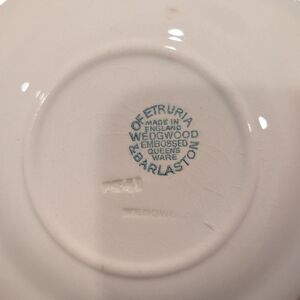 OF ETRURIA
MADE IN
ENGLAND
WEDGWOOD
EMBOSSED
QUEENS
WARE
& BARLASTON